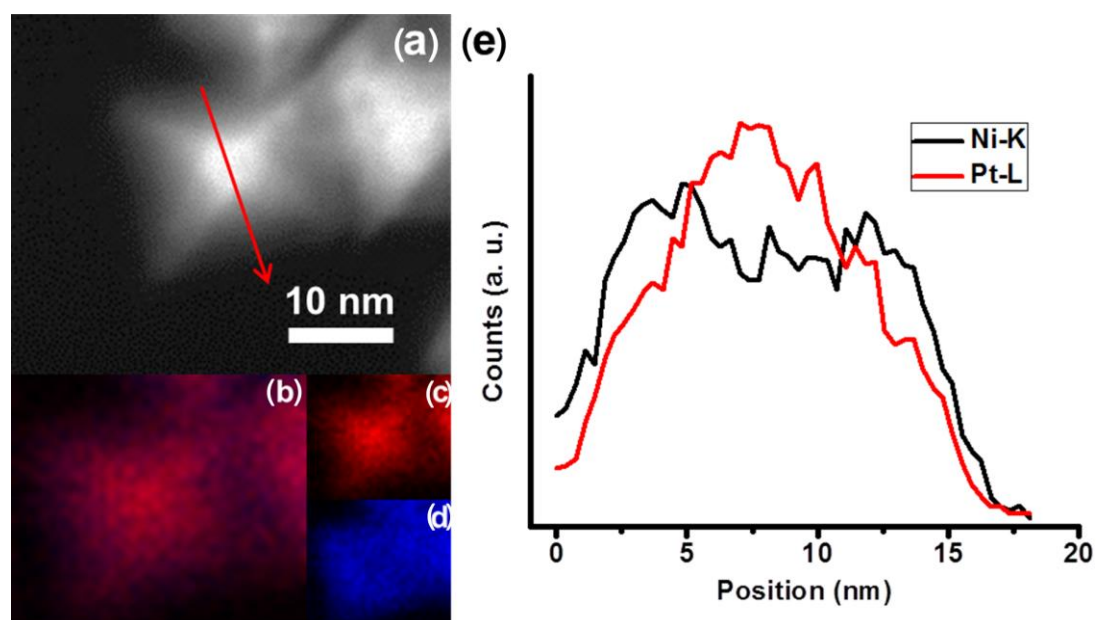 (a)
10 nm
(b)
(c)
(d)
(e)
Ni-K
Pt-L
Counts (a. u.)
0 5 10 15 20
Position (nm)